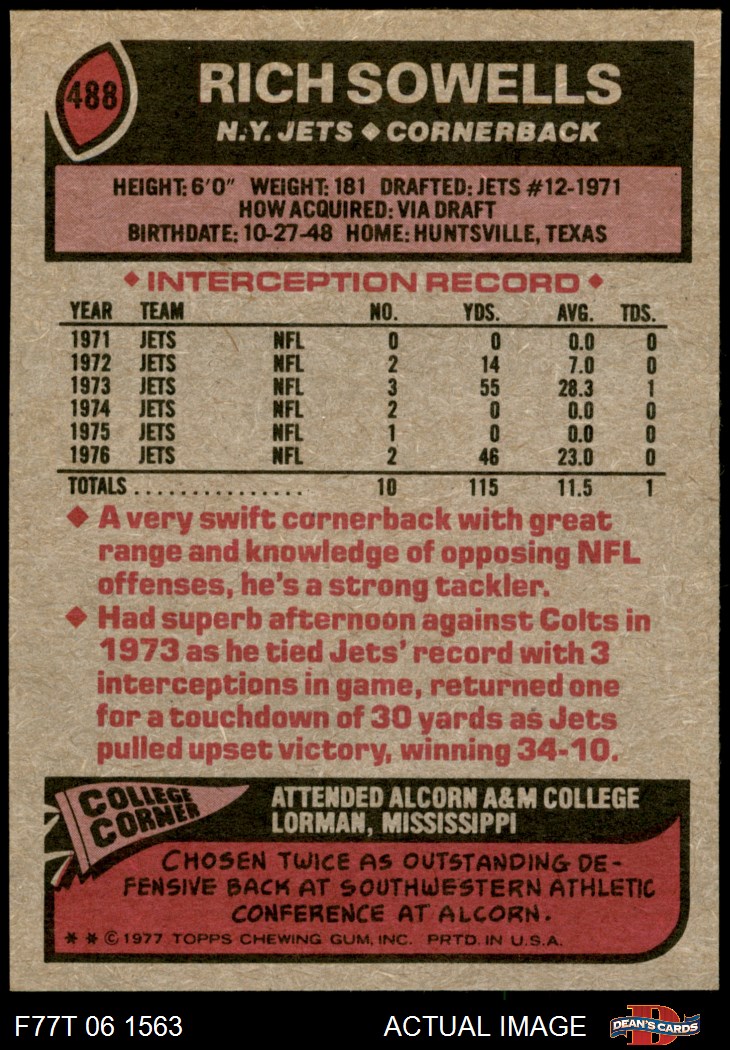 488
RICH SOWELLS
N.Y. JETS ◆ CORNERBACK
HEIGHT: 6'0" WEIGHT: 181 DRAFTED: JETS #12-1971
HOW ACQUIRED: VIA DRAFT
BIRTHDATE: 10-27-48 HOME: HUNTSVILLE, TEXAS
◆ INTERCEPTION RECORD ◆
YEAR TEAM NO. YDS. AVG. TDS.
1971 JETS NFL 0 0 0.0 0
1972 JETS NFL 2 14 7.0 0
1973 JETS NFL 3 55 28.3 1
1974 JETS NFL 2 0 0.0 0
1975 JETS NFL 1 0 0.0 0
1976 JETS NFL 2 46 23.0 0
TOTALS ................ 10 115 11.5 1
◆ A very swift cornerback with great
range and knowledge of opposing NFL
offenses, he's a strong tackler.
◆ Had superb afternoon against Colts in
1973 as he tied Jets' record with 3
interceptions in game, returned one
for a touchdown of 30 yards as Jets
pulled upset victory, winning 34-10.
COLLEGE
CORNER
ATTENDED ALCORN A&M COLLEGE
LORMAN, MISSISSIPPI
CHOSEN TWICE AS OUTSTANDING DE-
FENSIVE BACK AT SOUTHWESTERN ATHLETIC
CONFERENCE AT ALCORN.
* * © 1977 TOPPS CHEWING GUM, INC. PRTD. IN U.S.A.
F77T 06 1563 ACTUAL IMAGE
D
DEAN'S CARDS